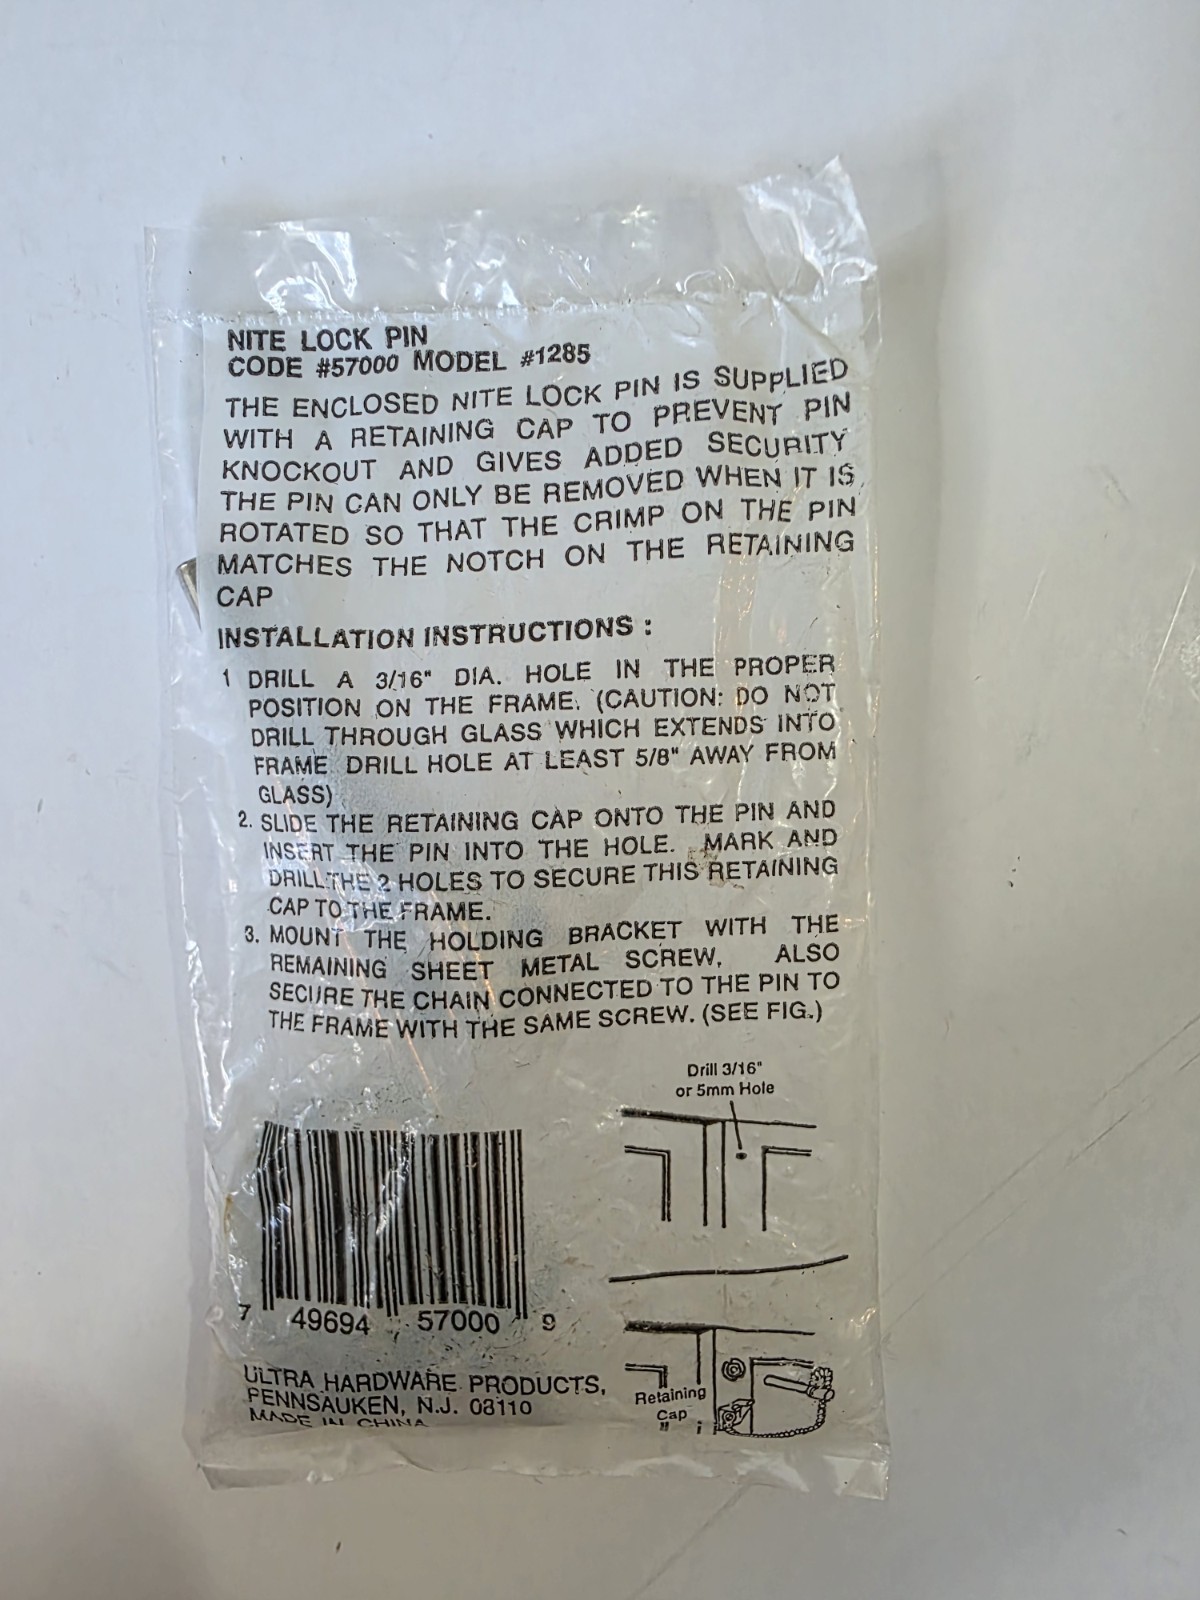 NITE LOCK PIN
CODE #57000 MODEL #1285
THE ENCLOSED NITE LOCK PIN IS SUPPLIED
WITH A RETAINING CAP TO PREVENT PIN
KNOCKOUT AND GIVES ADDED SECURITY
THE PIN CAN ONLY BE REMOVED WHEN IT IS
ROTATED SO THAT THE CRIMP ON THE PIN
MATCHES THE NOTCH ON THE RETAINING
CAP
INSTALLATION INSTRUCTIONS :
1 DRILL A 3/16" DIA. HOLE IN THE PROPER
POSITION ON THE FRAME. (CAUTION: DO NOT
DRILL THROUGH GLASS WHICH EXTENDS INTO
FRAME DRILL HOLE AT LEAST 5/8" AWAY FROM
GLASS)
2. SLIDE THE RETAINING CAP ONTO THE PIN AND
INSERT THE PIN INTO THE HOLE. MARK AND
DRILL THE 2 HOLES TO SECURE THIS RETAINING
CAP TO THE FRAME.
3. MOUNT THE HOLDING BRACKET WITH THE
REMAINING SHEET METAL SCREW, ALSO
SECURE THE CHAIN CONNECTED TO THE PIN TO
THE FRAME WITH THE SAME SCREW. (SEE FIG.)
Drill 3/16"
or 5mm Hole
7 49694 57000 9
Retaining
Cap
ULTRA HARDWARE PRODUCTS,
PENNSAUKEN, N.J. 08110
MADE IN CHINA